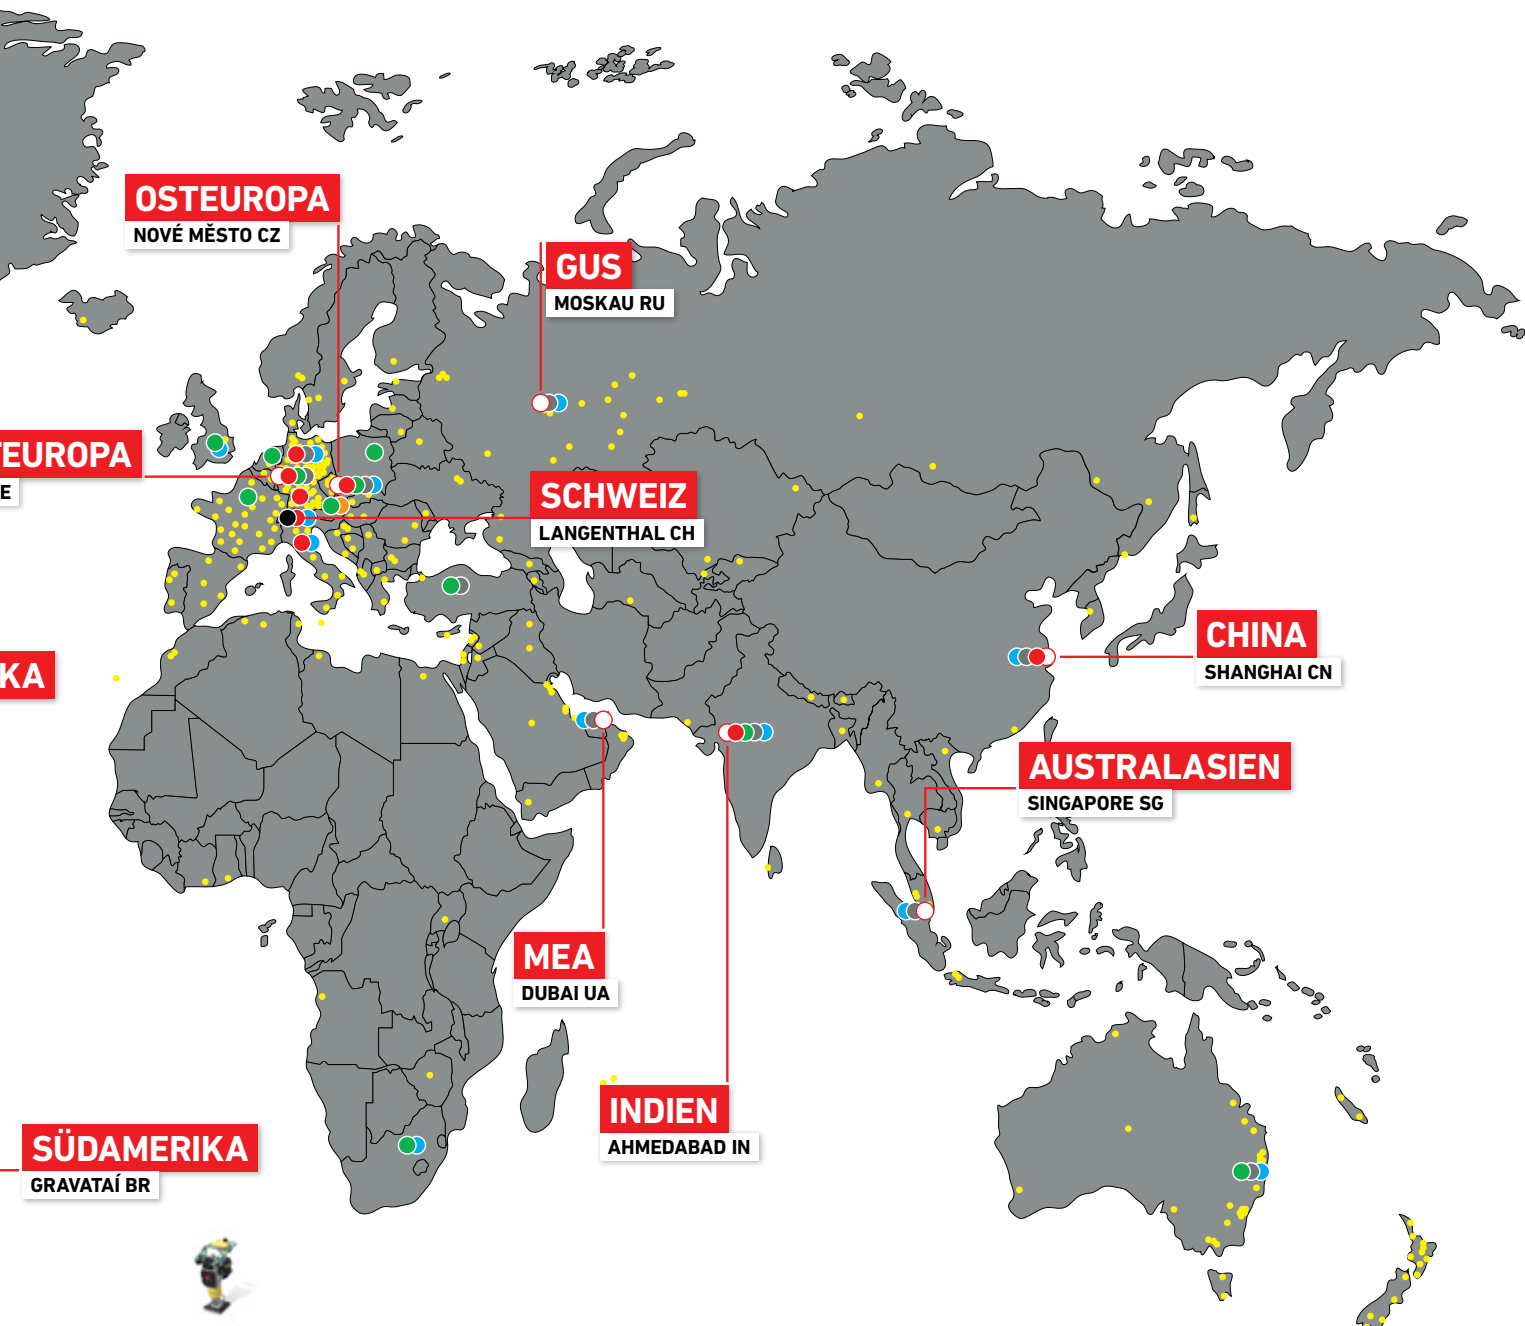 OSTEUROPA
NOVÉ MĚSTO CZ
GUS
MOSKAU RU
TEUROPA
E
SCHWEIZ
LANGENTHAL CH
CHINA
SHANGHAI CN
KA
AUSTRALASIEN
SINGAPORE SG
MEA
DUBAI UA
INDIEN
AHMEDABAD IN
SÜDAMERIKA
GRAVATAÍ BR